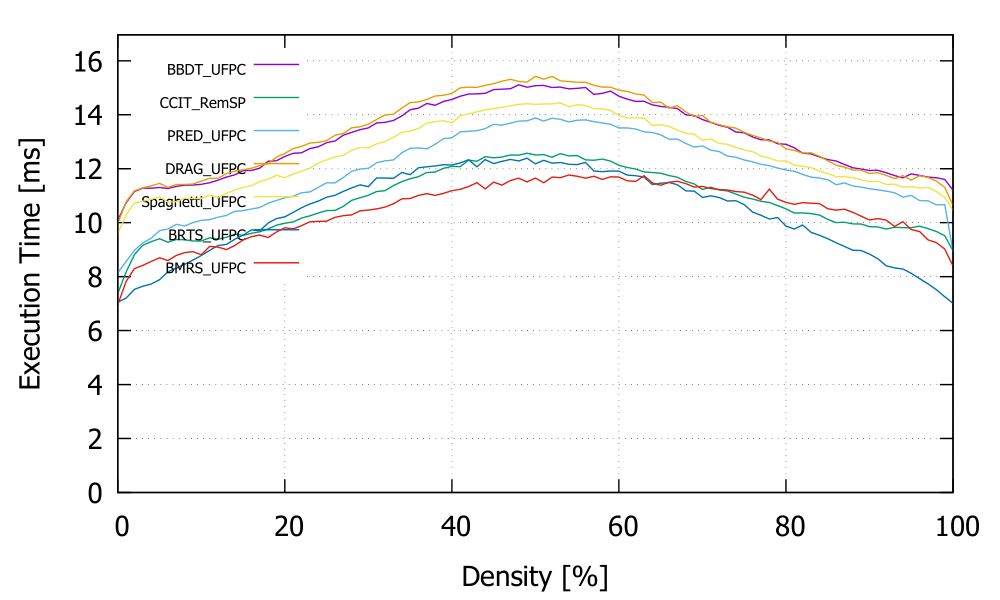 16
14
12
10
8
6
4
2
0
Execution Time [ms]
BBDT_UFPC
CCIT_RemSP
PRED_UFPC
DRAG_UFPC
Spaghetti_UFPC
BRTS_UFPC
BMRS_UFPC
0 20 40 60 80 100
Density [%]